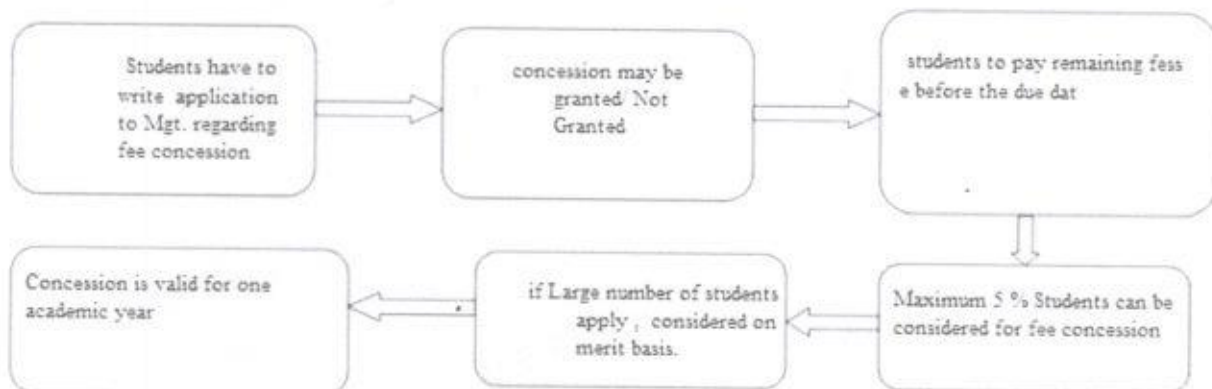 Students have to
write application
to Mgt. regarding
fee concession
concession may be
granted/ Not
Granted
students to pay remaining fess
e before the due dat
Maximum 5 % Students can be
considered for fee concession
if Large number of students
apply , considered on
merit basis.
Concession is valid for one
academic year